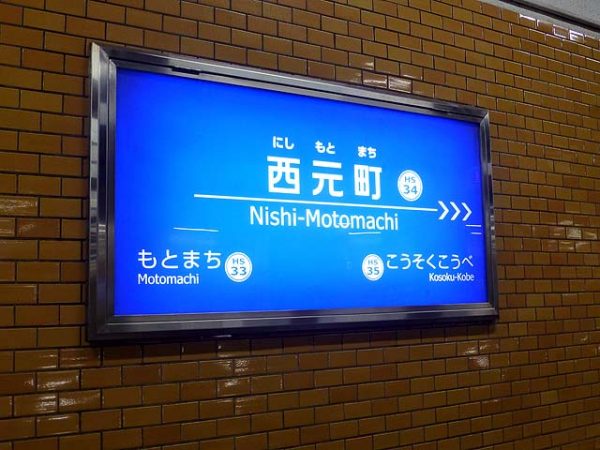 にし もと まち
西元町 HS 34
Nishi-Motomachi
もとまち HS 33
Motomachi
HS 35 こうそくこうべ
Kosoku-Kobe